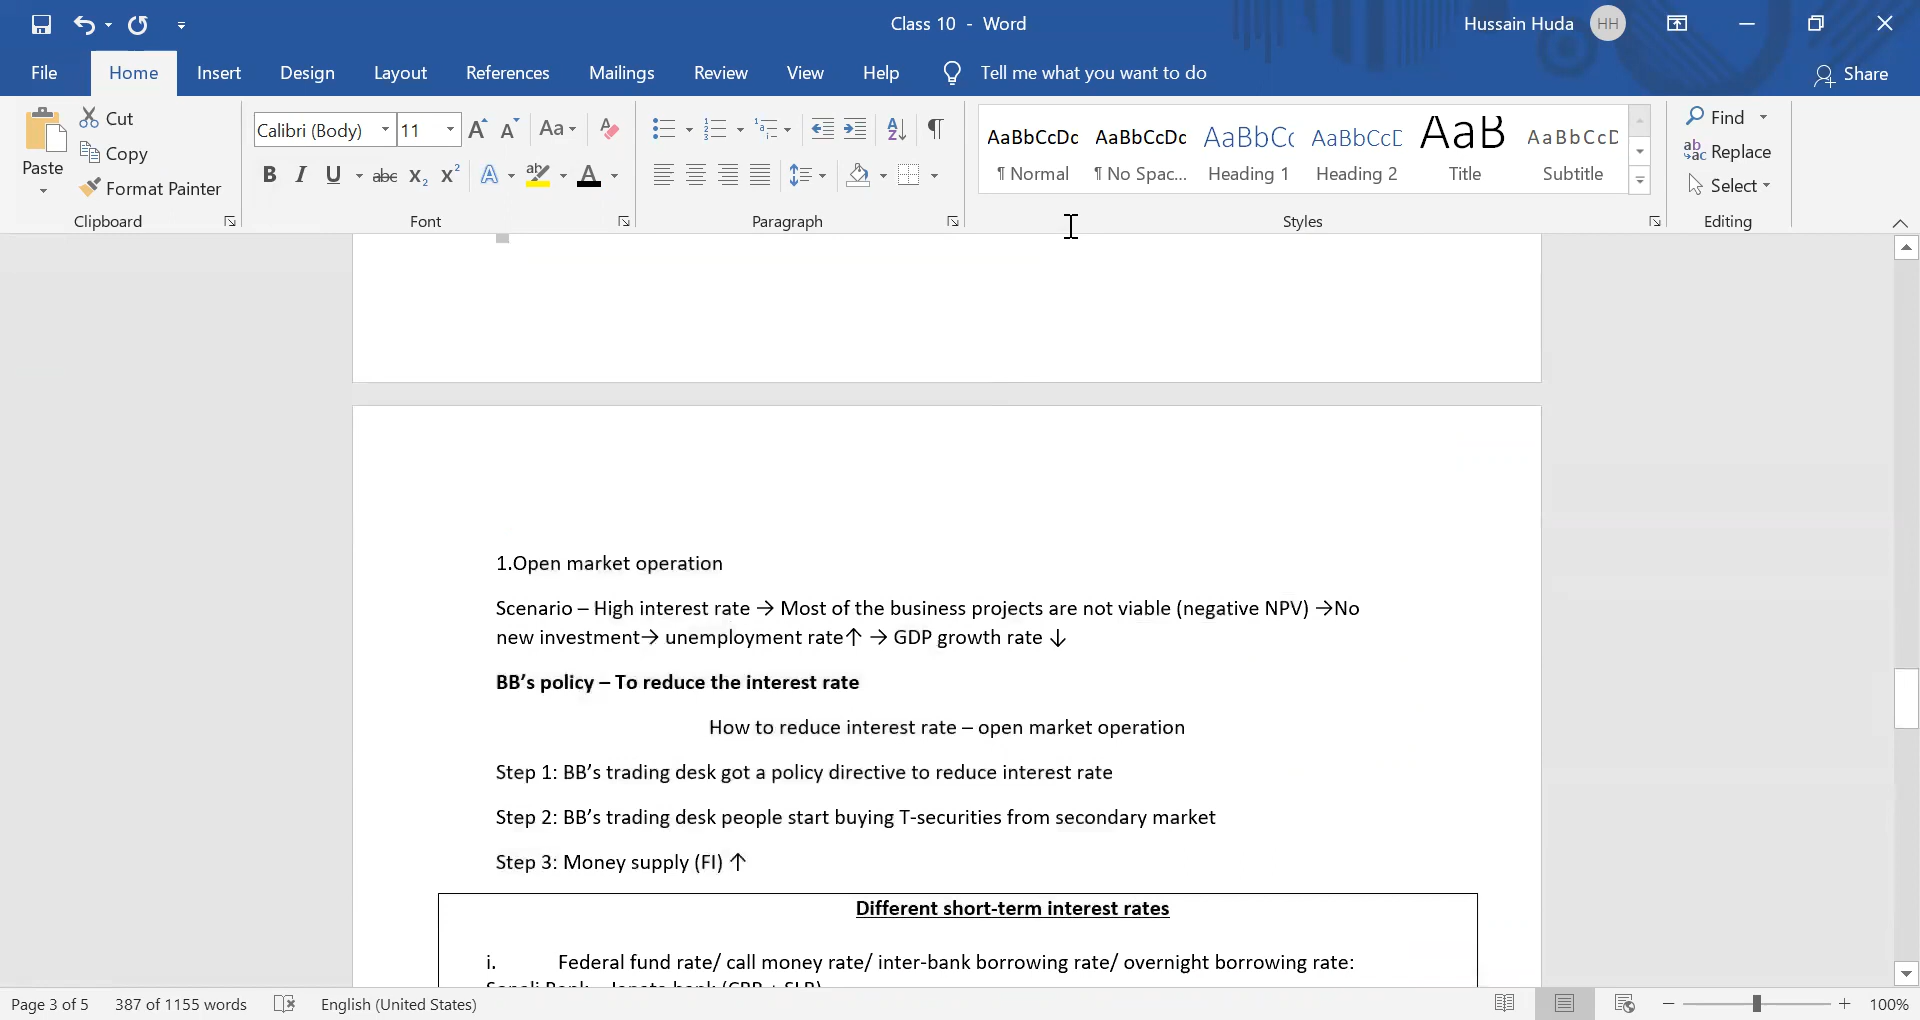 Class 10 - Word
Hussain Huda HH
File Home Insert Design Layout References Mailings Review View Help Tell me what you want to do Share
Paste
Cut
Copy
Format Painter
Clipboard
Calibri (Body) 11
Font
Paragraph
AaBbCcDc AaBbCcDc AaBbCc AaBbCcE AaB AaBbCcD
¶ Normal ¶ No Spac... Heading 1 Heading 2 Title Subtitle
Styles
Find
Replace
Select
Editing
1.Open market operation
Scenario – High interest rate → Most of the business projects are not viable (negative NPV) →No
new investment→ unemployment rate↑ → GDP growth rate ↓
BB’s policy – To reduce the interest rate
How to reduce interest rate – open market operation
Step 1: BB’s trading desk got a policy directive to reduce interest rate
Step 2: BB’s trading desk people start buying T-securities from secondary market
Step 3: Money supply (FI) ↑
Different short-term interest rates
i. Federal fund rate/ call money rate/ inter-bank borrowing rate/ overnight borrowing rate:
Page 3 of 5 387 of 1155 words English (United States) 100%